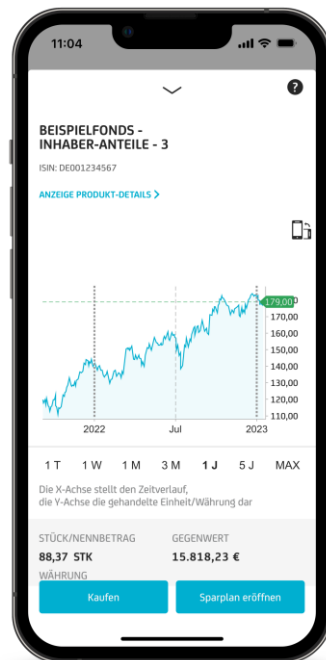 11:04
?
BEISPIELFONDS -
INHABER-ANTEILE - 3
ISIN: DE001234567
ANZEIGE PRODUKT-DETAILS >
179,00
170,00
160,00
150,00
140,00
130,00
120,00
110,00
2022 Jul 2023
1 T 1 W 1 M 3 M 1 J 5 J MAX
Die X-Achse stellt den Zeitverlauf,
die Y-Achse die gehandelte Einheit/Währung dar
STÜCK/NENNBETRAG GEGENWERT
88,37 STK 15.818,23 €
WÄHRUNG
Kaufen Sparplan eröffnen